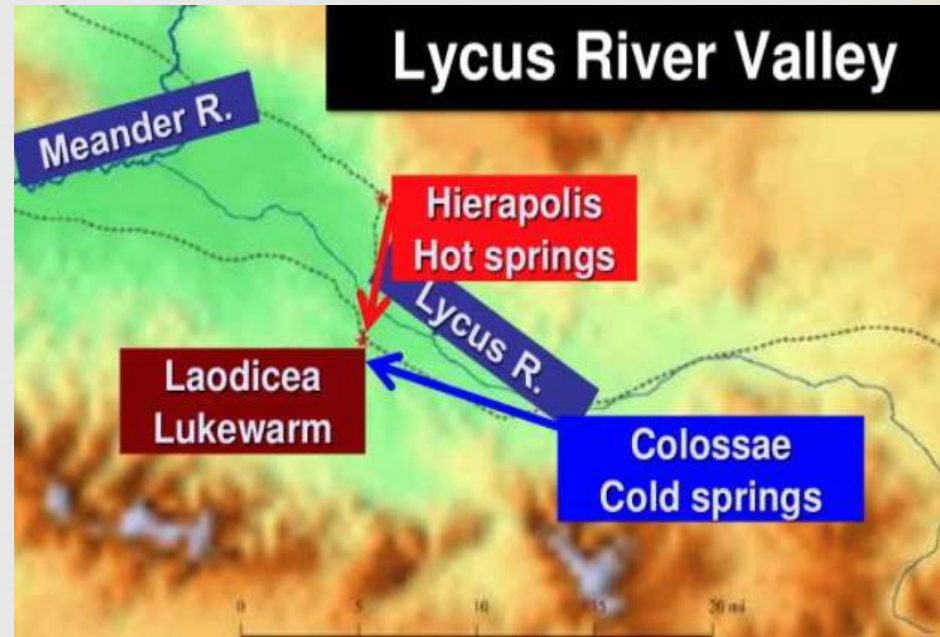 Lycus River Valley
Meander R.
Hierapolis
Hot springs
Lycus R.
Laodicea
Lukewarm
Colossae
Cold springs
0 5 10 15 20 mi